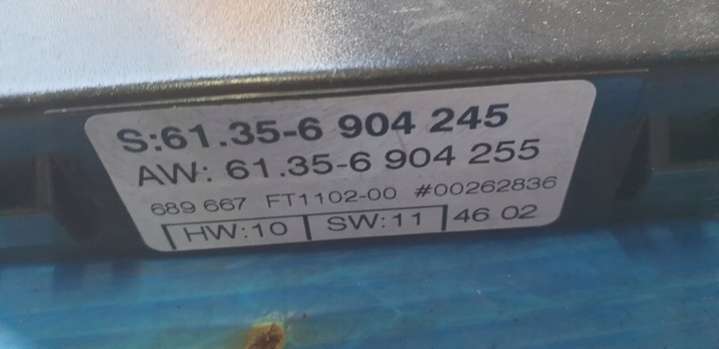 S:61.35-6 904 245
AW: 61.35-6 904 255
689 667 FT1102-00 #00262836
HW:10 SW:11 46 02